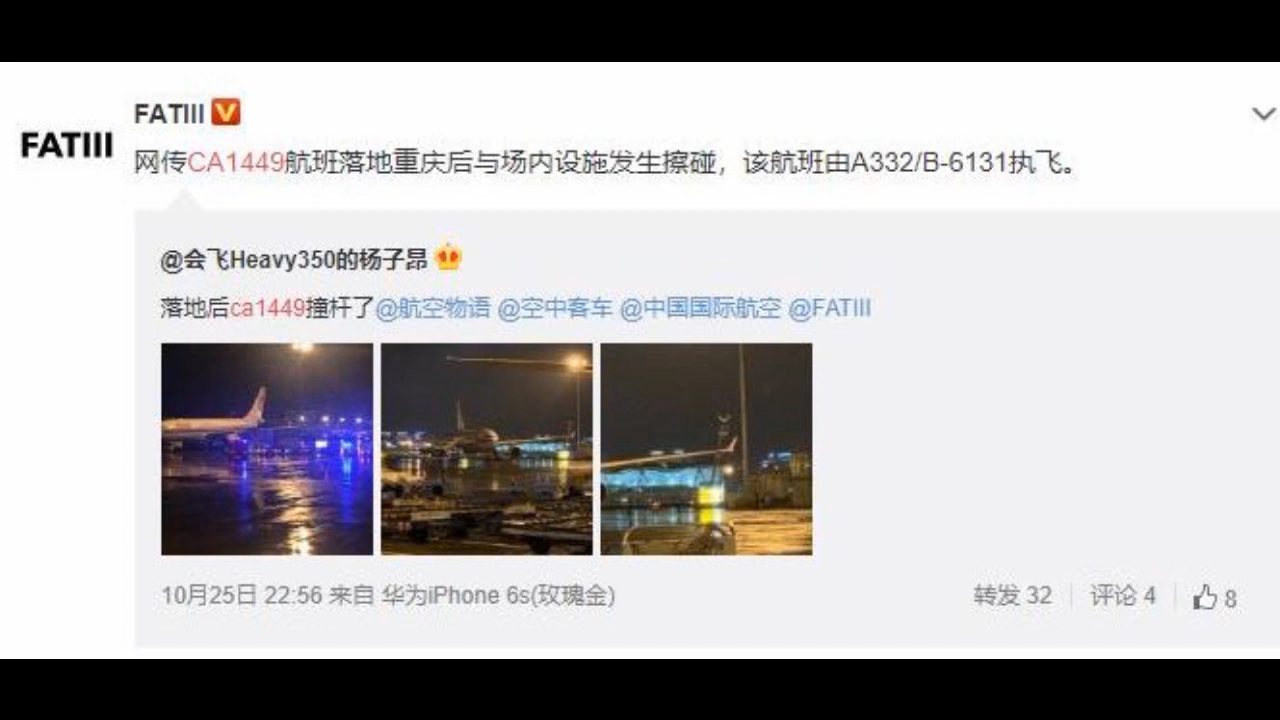 FATIII
FATIII
网传CA1449航班落地重庆后与场内设施发生擦碰，该航班由A332/B-6131执飞。
@会飞Heavy350的杨子昂
落地后ca1449撞杆了@航空物语 @空中客车 @中国国际航空 @FATIII
10月25日 22:56 来自 华为iPhone 6s(玫瑰金)
转发 32 评论 4 8